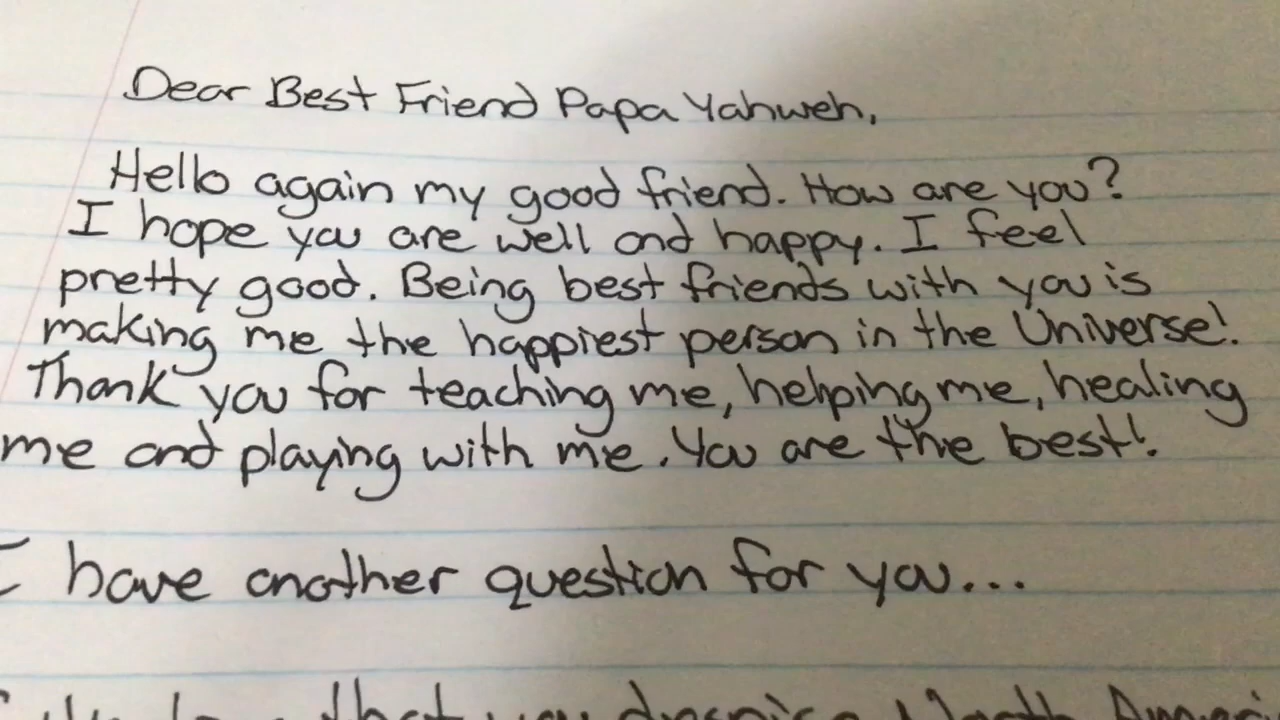 Dear Best Friend Papa Yahweh,
Hello again my good friend. How are you?
I hope you are well and happy. I feel
pretty good. Being best friends with you is
making me the happiest person in the Universe!
Thank you for teaching me, helping me, healing
me and playing with me. You are the best!
I have another question for you...
that you